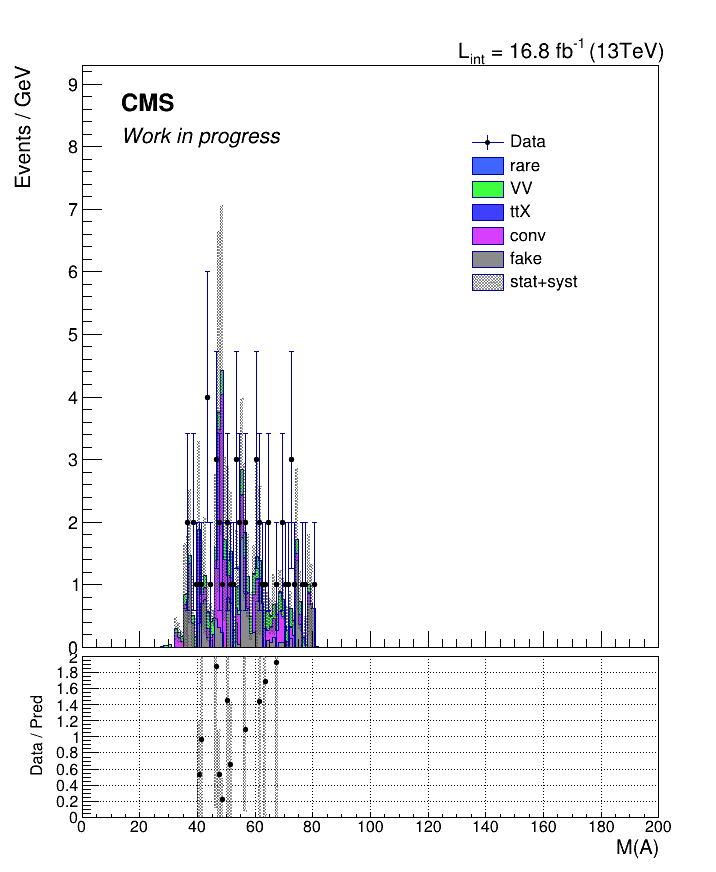 L_int = 16.8 fb^-1 (13TeV)
Events / GeV
CMS
Work in progress
9
8
7
6
5
4
3
2
1
0
Data
rare
VV
ttX
conv
fake
stat+syst
Data / Pred
2
1.8
1.6
1.4
1.2
1
0.8
0.6
0.4
0.2
0
0 20 40 60 80 100 120 140 160 180 200
M(A)